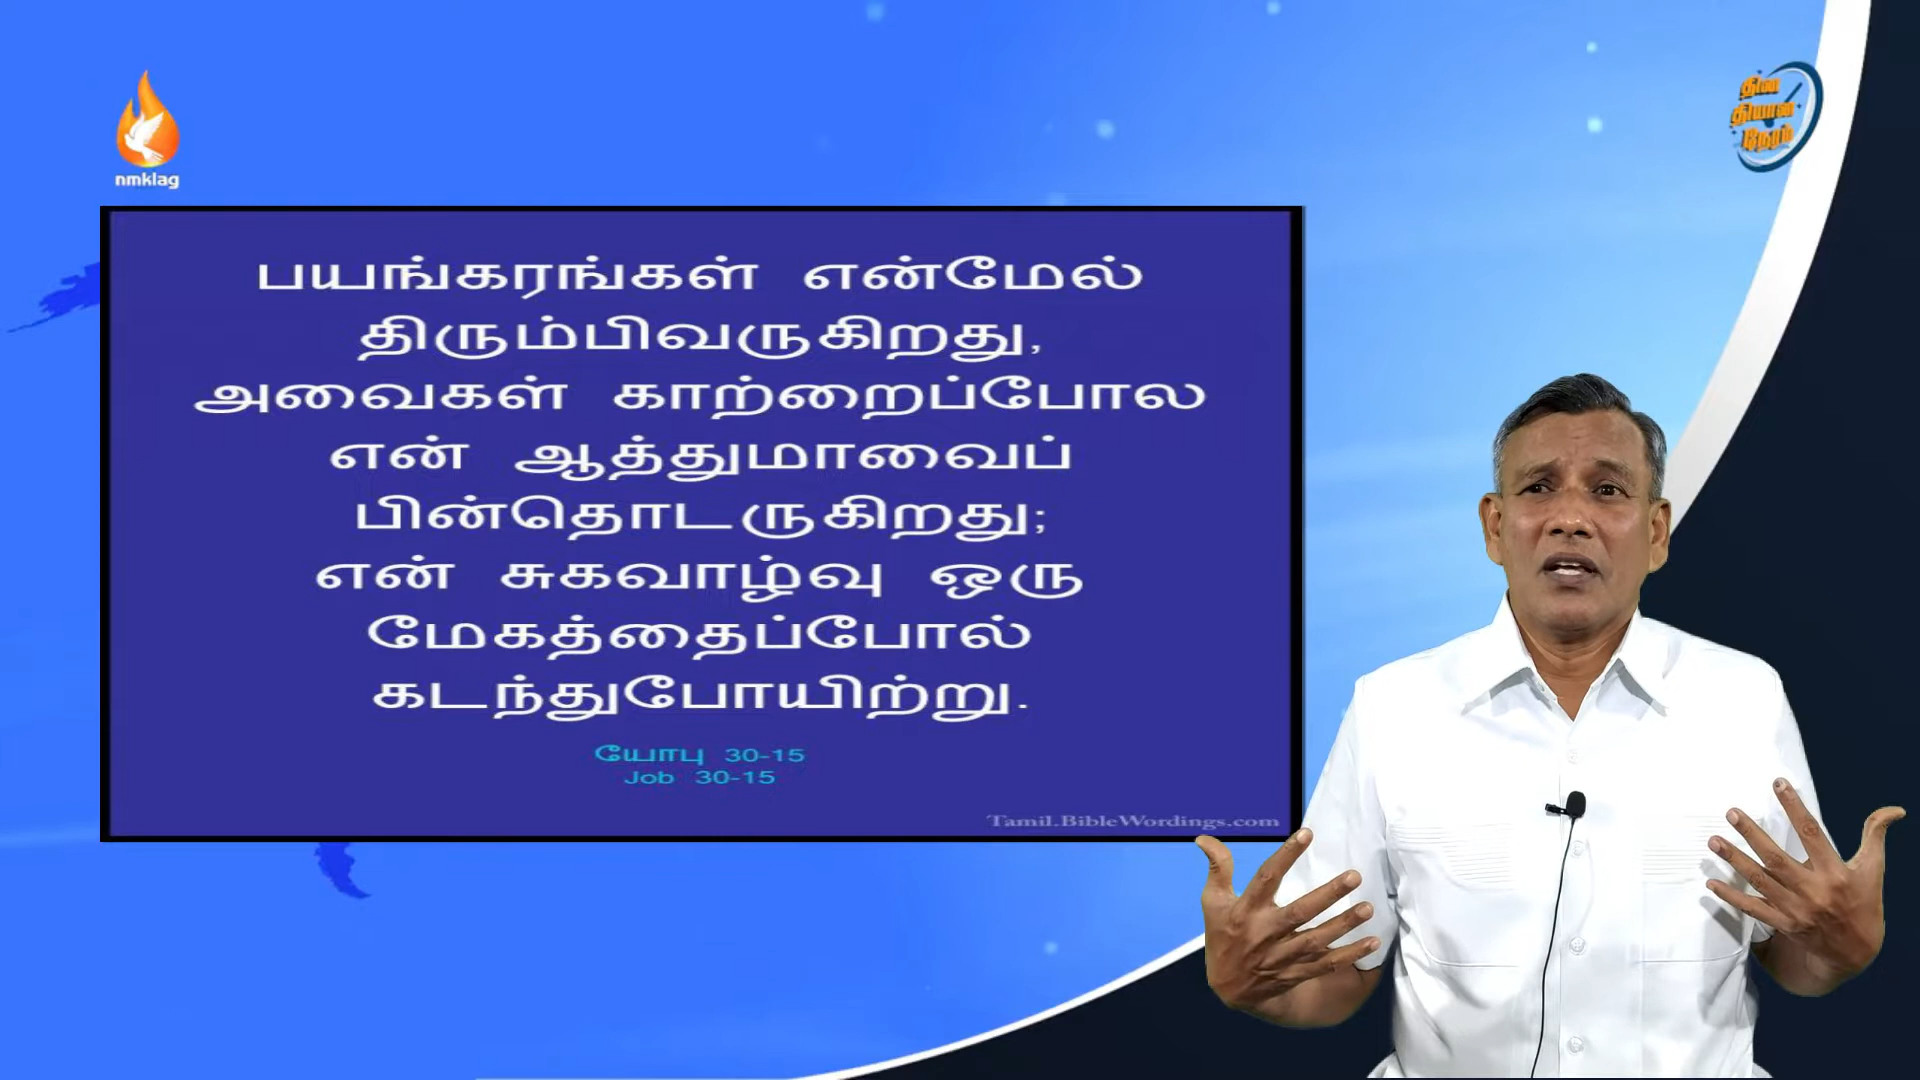 nmklag
தின
தியான
நேரம்
பயங்கரங்கள் என்மேல்
திரும்பிவருகிறது,
அவைகள் காற்றைப்போல
என் ஆத்துமாவைப்
பின்தொடருகிறது;
என் சுகவாழ்வு ஒரு
மேகத்தைப்போல்
கடந்துபோயிற்று.
யோபு 30-15
Job 30-15
Tamil.BibleWordings.com